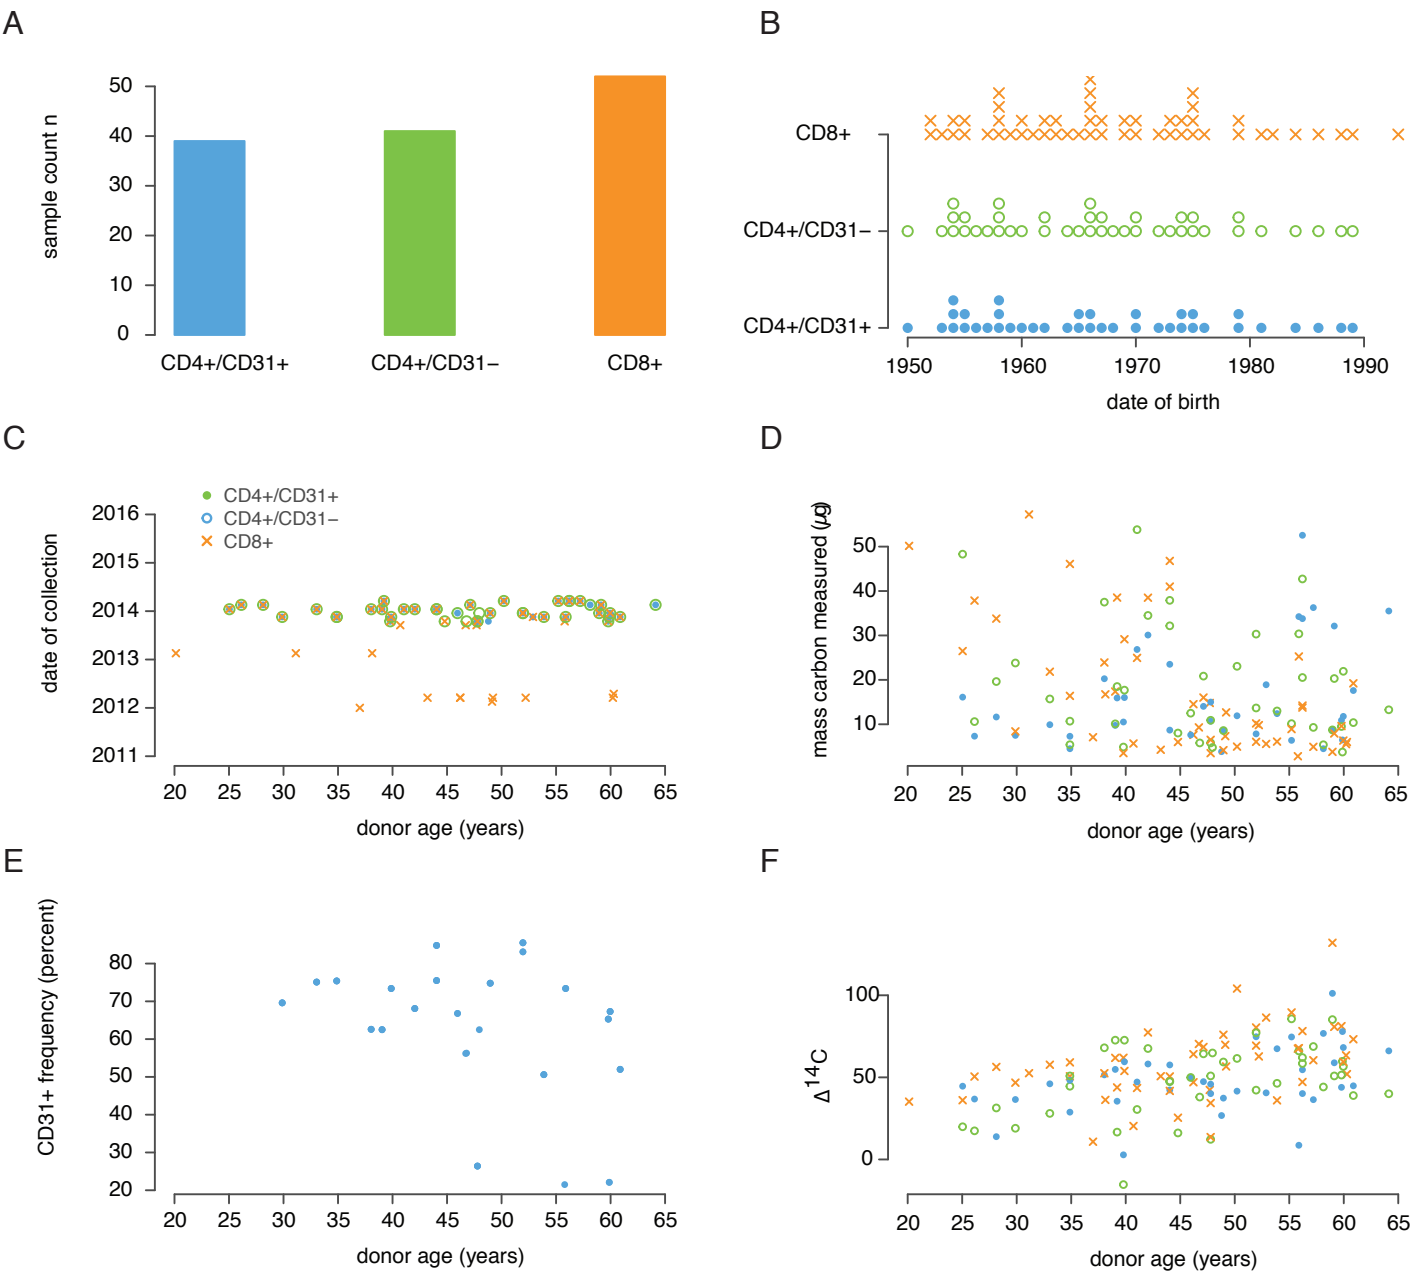 A
sample count n
50
40
30
20
10
0
CD4+/CD31+ CD4+/CD31− CD8+
B
CD8+
CD4+/CD31−
CD4+/CD31+
1950 1960 1970 1980 1990
date of birth
C
date of collection
CD4+/CD31+
CD4+/CD31−
CD8+
2016
2015
2014
2013
2012
2011
20 25 30 35 40 45 50 55 60 65
donor age (years)
D
mass carbon measured (µg)
50
40
30
20
10
20 25 30 35 40 45 50 55 60 65
donor age (years)
E
CD31+ frequency (percent)
80
70
60
50
40
30
20
20 25 30 35 40 45 50 55 60 65
donor age (years)
F
Δ14C
100
50
0
20 25 30 35 40 45 50 55 60 65
donor age (years)